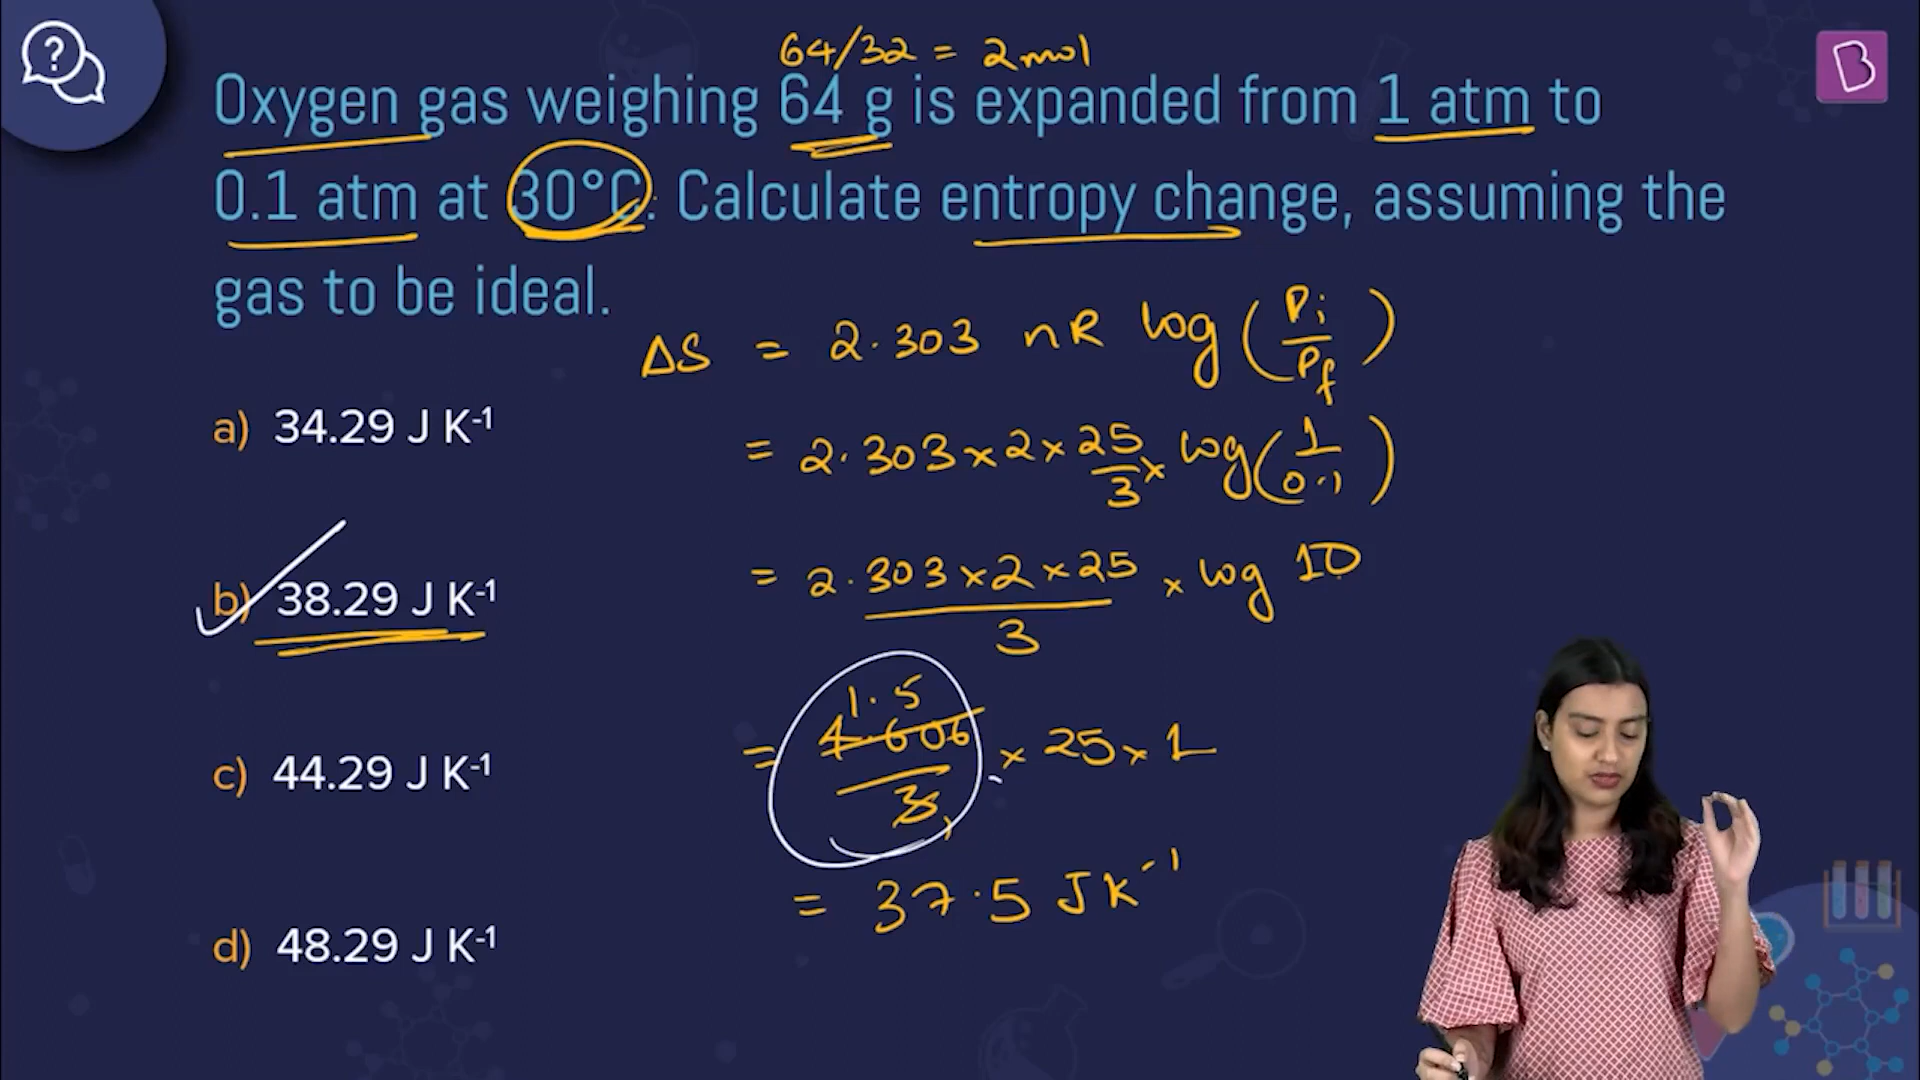 64/32 = 2 mol
Oxygen gas weighing 64 g is expanded from 1 atm to
0.1 atm at 30°C. Calculate entropy change, assuming the
gas to be ideal.
ΔS = 2.303 nR log (Pi/Pf)
a) 34.29 J K⁻¹
= 2.303 × 2 × 25/3 × log (1/0.1)
b) 38.29 J K⁻¹
= 2.303 × 2 × 25/3 × log 10
c) 44.29 J K⁻¹
1.5
= 4.606/3 × 25 × 1
= 37.5 J K⁻¹
d) 48.29 J K⁻¹
?
B